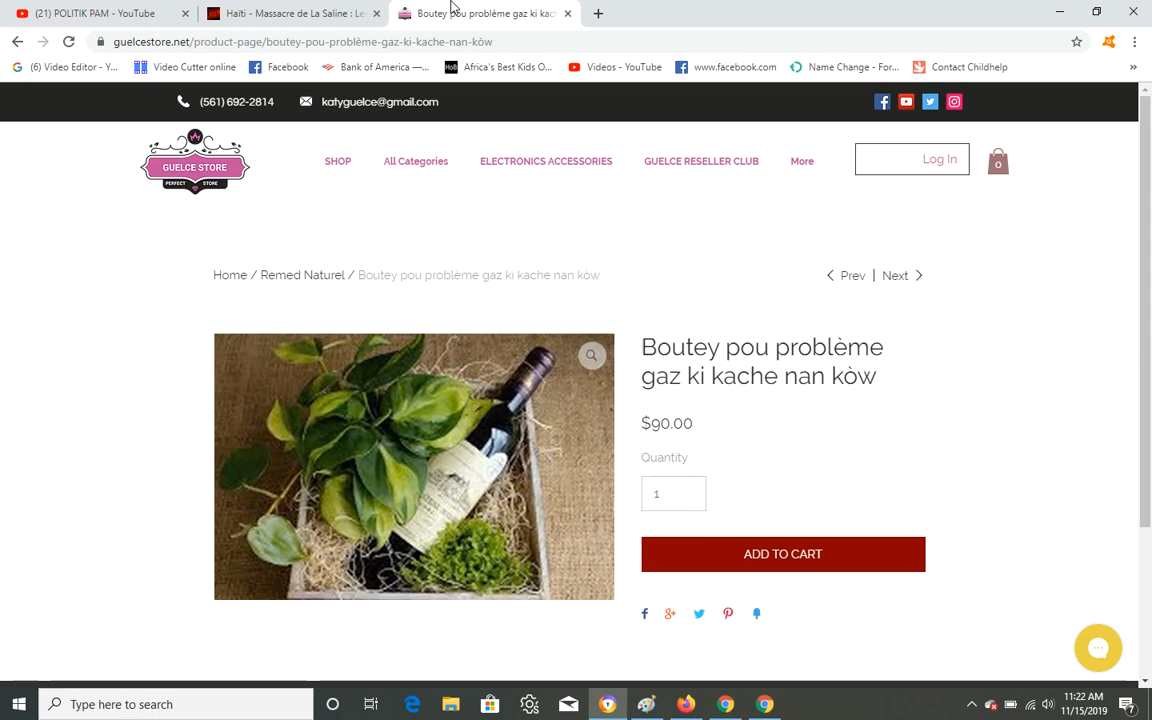 (21) POLITIK PAM - YouTube
Haïti - Massacre de La Saline : Le
Boutey pou problème gaz ki kac
guelcestore.net/product-page/boutey-pou-problème-gaz-ki-kache-nan-kòw
(6) Video Editor - Y...
Video Cutter online
Facebook
Bank of America —...
HoB
Africa's Best Kids O...
Videos - YouTube
www.facebook.com
Name Change - For...
Contact Childhelp
(561) 692-2814
katyguelce@gmail.com
GUELCE STORE
PERFECT STORE
SHOP
All Categories
ELECTRONICS ACCESSORIES
GUELCE RESELLER CLUB
More
Log In
0
Home / Remed Naturel / Boutey pou problème gaz ki kache nan kòw
Prev | Next
Boutey pou problème
gaz ki kache nan kòw
$90.00
Quantity
1
ADD TO CART
Type here to search
11:22 AM
11/15/2019
7